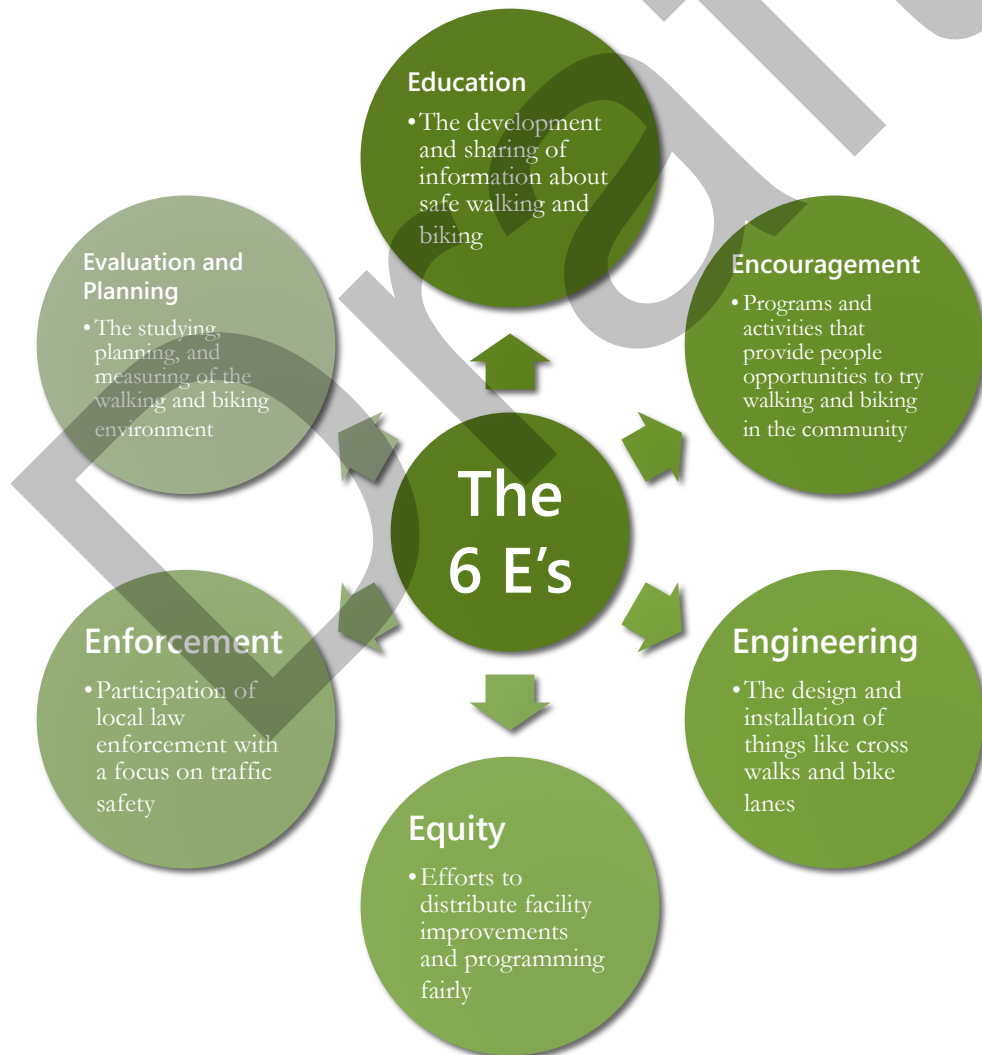 Education
•The development
and sharing of
information about
safe walking and
biking
Encouragement
• Programs and
activities that
provide people
opportunities to try
walking and biking
in the community
Engineering
•The design and
installation of
things like cross
walks and bike
lanes
Equity
•Efforts to
distribute facility
improvements
and programming
fairly
Enforcement
•Participation of
local law
enforcement with
a focus on traffic
safety
Evaluation and
Planning
•The studying,
planning, and
measuring of the
walking and biking
environment
The
6 E's
Draft